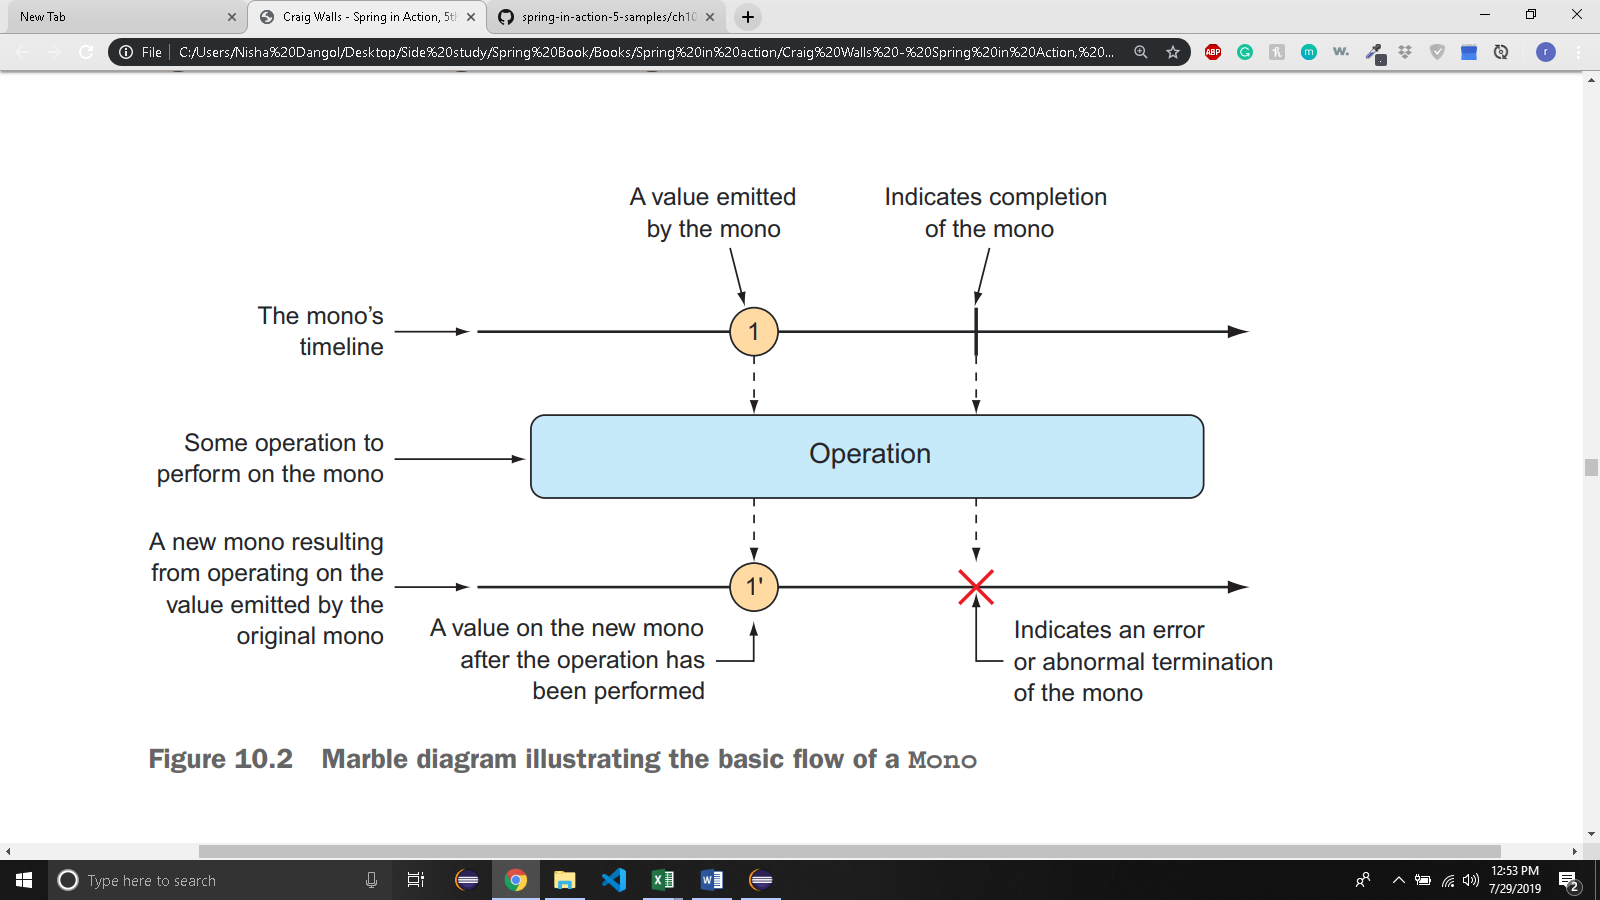 New Tab
Craig Walls - Spring in Action, 5th
spring-in-action-5-samples/ch10
File
C:/Users/Nisha%20Dangol/Desktop/Side%20study/Spring%20Book/Books/Spring%20in%20action/Craig%20Walls%20-%20Spring%20in%20Action,%20...
ABP
G
m
w.
r
A value emitted
by the mono
Indicates completion
of the mono
The mono's
timeline
1
Some operation to
perform on the mono
Operation
A new mono resulting
from operating on the
value emitted by the
original mono
1'
A value on the new mono
after the operation has
been performed
Indicates an error
or abnormal termination
of the mono
Figure 10.2 Marble diagram illustrating the basic flow of a Mono
Type here to search
12:53 PM
7/29/2019
2